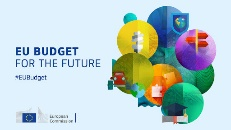 EU BUDGET
FOR THE FUTURE
#EUBudget
European
Commission